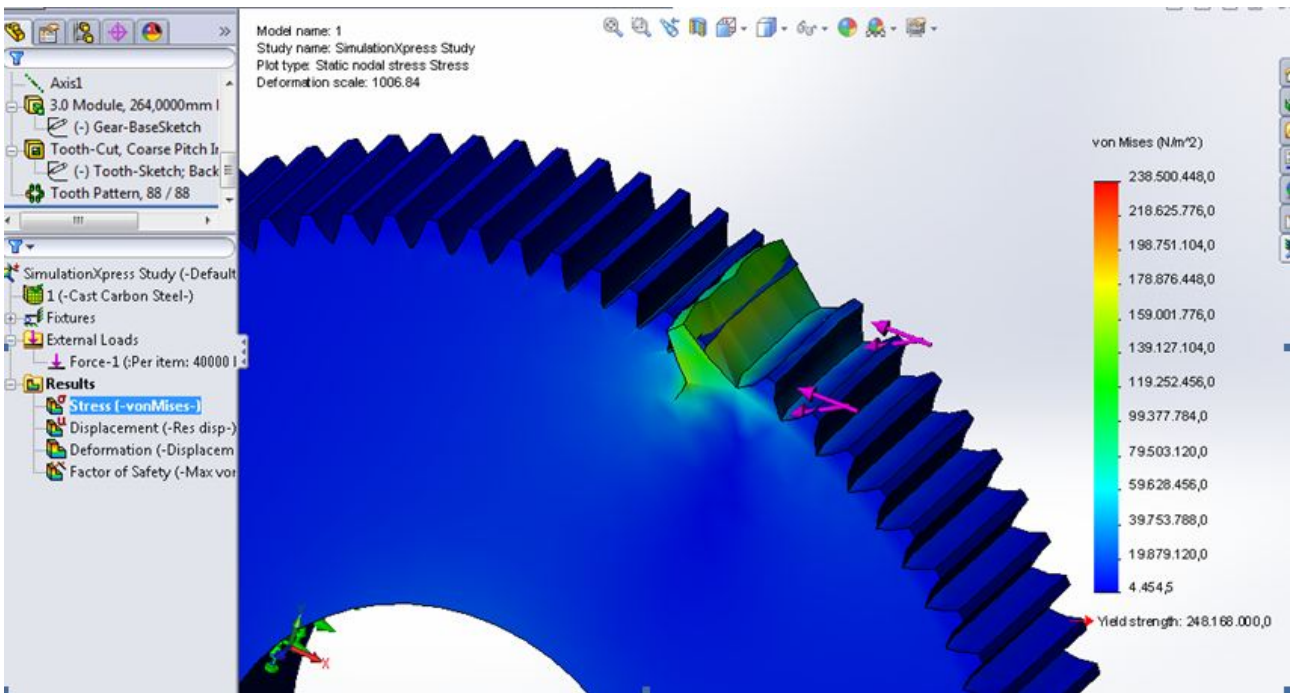 Model name: 1
Study name: SimulationXpress Study
Plot type: Static nodal stress Stress
Deformation scale: 1006.84
»
Axis1
3.0 Module, 264,0000mm
(-) Gear-BaseSketch
Tooth-Cut, Coarse Pitch
(-) Tooth-Sketch; Back
Tooth Pattern, 88 / 88
SimulationXpress Study (-Default
1 (-Cast Carbon Steel-)
Fixtures
External Loads
Force-1 (:Per item: 40000
Results
Stress (-vonMises-)
Displacement (-Res disp-)
Deformation (-Displacem
Factor of Safety (-Max von
von Mises (N/m^2)
238.500.448,0
218.625.776,0
198.751.104,0
178.876.448,0
159.001.776,0
139.127.104,0
119.252.456,0
99.377.784,0
79.503.120,0
59.628.456,0
39.753.788,0
19.879.120,0
4.454,5
Yield strength: 248.168.000,0
X